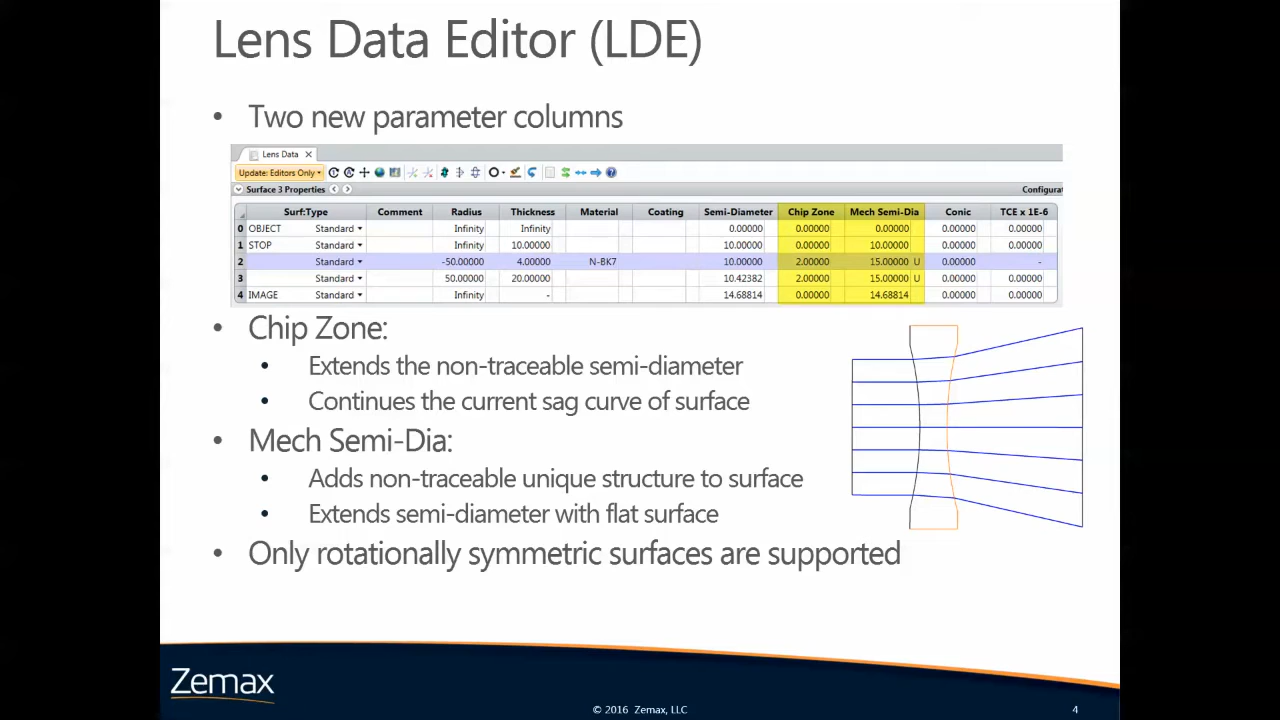 Lens Data Editor (LDE)
• Two new parameter columns
Lens Data
Update: Editors Only
Surface 3 Properties
Configurat
Surf:Type Comment Radius Thickness Material Coating Semi-Diameter Chip Zone Mech Semi-Dia Conic TCE x 1E-6
0 OBJECT Standard Infinity Infinity 0.00000 0.00000 0.00000 0.00000 0.00000
1 STOP Standard Infinity 10.00000 10.00000 0.00000 10.00000 0.00000 0.00000
2 Standard -50.00000 4.00000 N-BK7 10.00000 2.00000 15.00000 U 0.00000 -
3 Standard 50.00000 20.00000 10.42382 2.00000 15.00000 U 0.00000 0.00000
4 IMAGE Standard Infinity - 14.68814 0.00000 14.68814 0.00000 0.00000
• Chip Zone:
• Extends the non-traceable semi-diameter
• Continues the current sag curve of surface
• Mech Semi-Dia:
• Adds non-traceable unique structure to surface
• Extends semi-diameter with flat surface
• Only rotationally symmetric surfaces are supported
Zemax
© 2016 Zemax, LLC
4